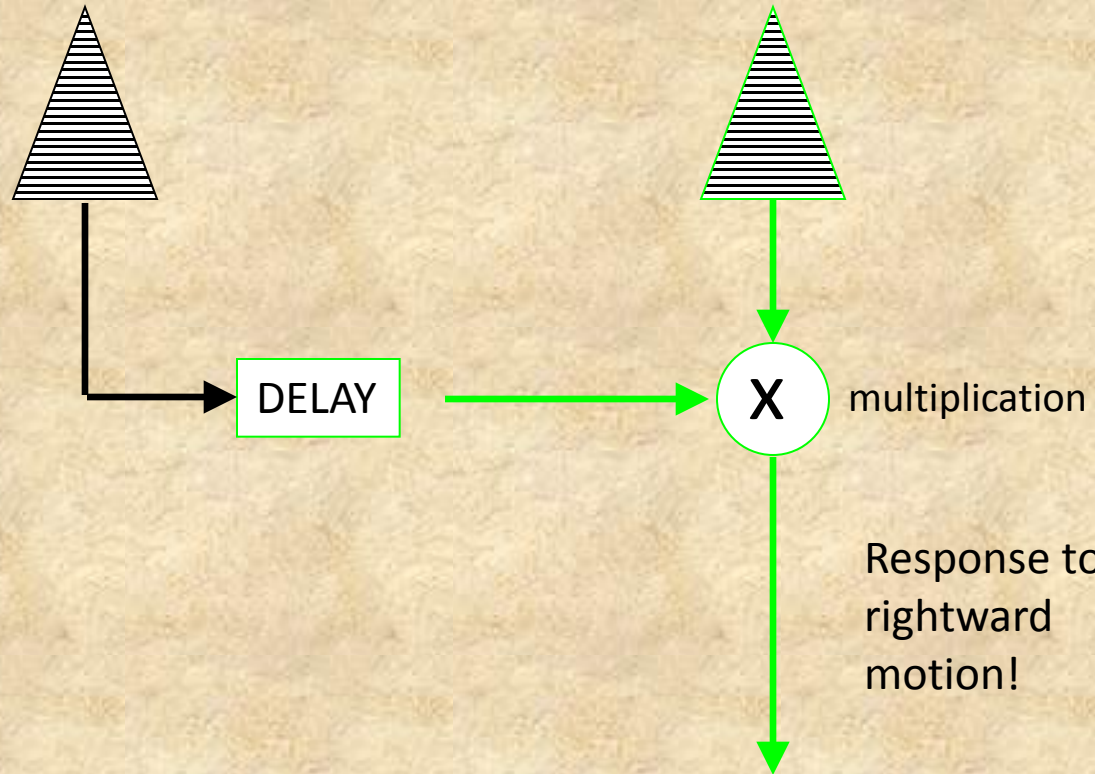 DELAY
X
multiplication
Response to
rightward
motion!